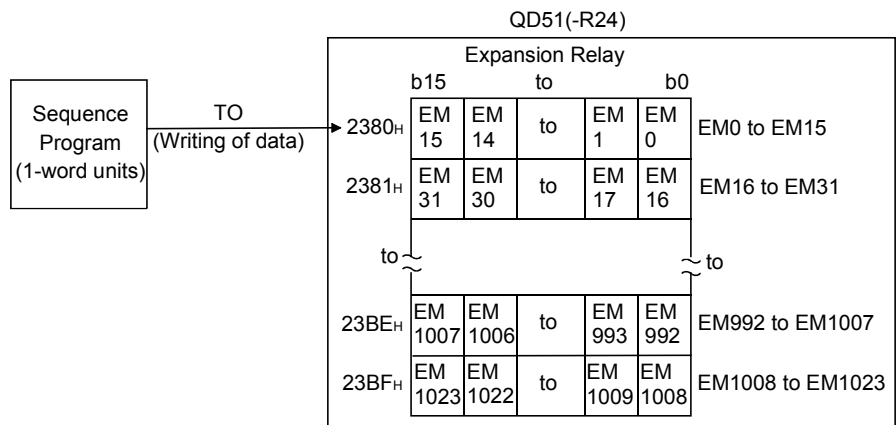 QD51(-R24)
Expansion Relay
b15 to b0
Sequence
Program
(1-word units)
TO
(Writing of data)
2380H EM 15 EM 14 to EM 1 EM 0 EM0 to EM15
2381H EM 31 EM 30 to EM 17 EM 16 EM16 to EM31
to to
23BEH EM 1007 EM 1006 to EM 993 EM 992 EM992 to EM1007
23BFH EM 1023 EM 1022 to EM 1009 EM 1008 EM1008 to EM1023